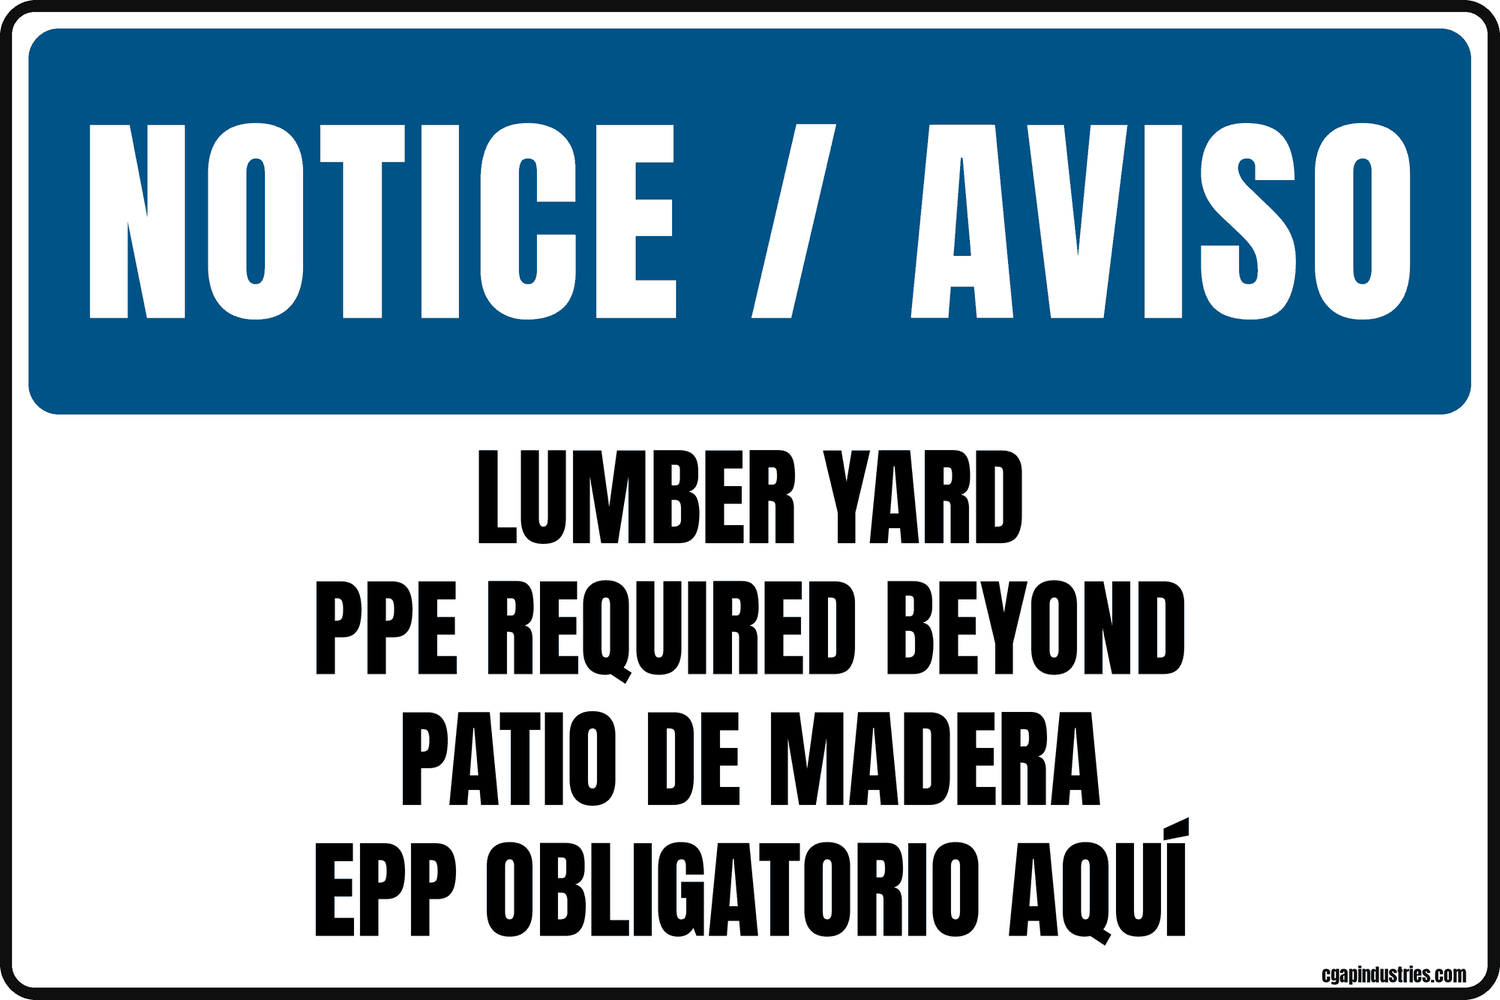 NOTICE / AVISO
LUMBER YARD
PPE REQUIRED BEYOND
PATIO DE MADERA
EPP OBLIGATORIO AQUÍ
cgapindustries.com